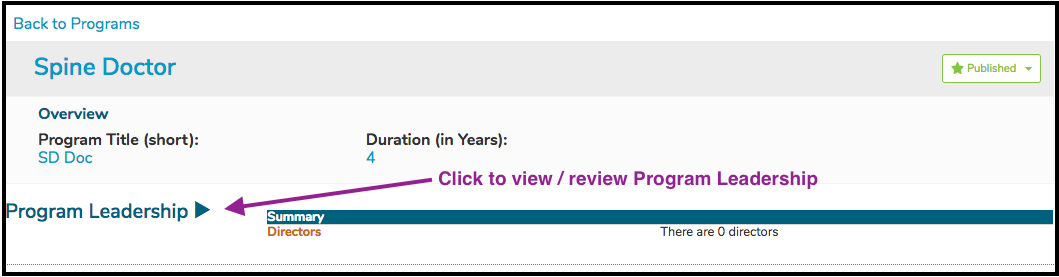 Back to Programs
Spine Doctor
Published
Overview
Program Title (short): Duration (in Years):
SD Doc 4
Click to view / review Program Leadership
Program Leadership
Summary
Directors There are 0 directors